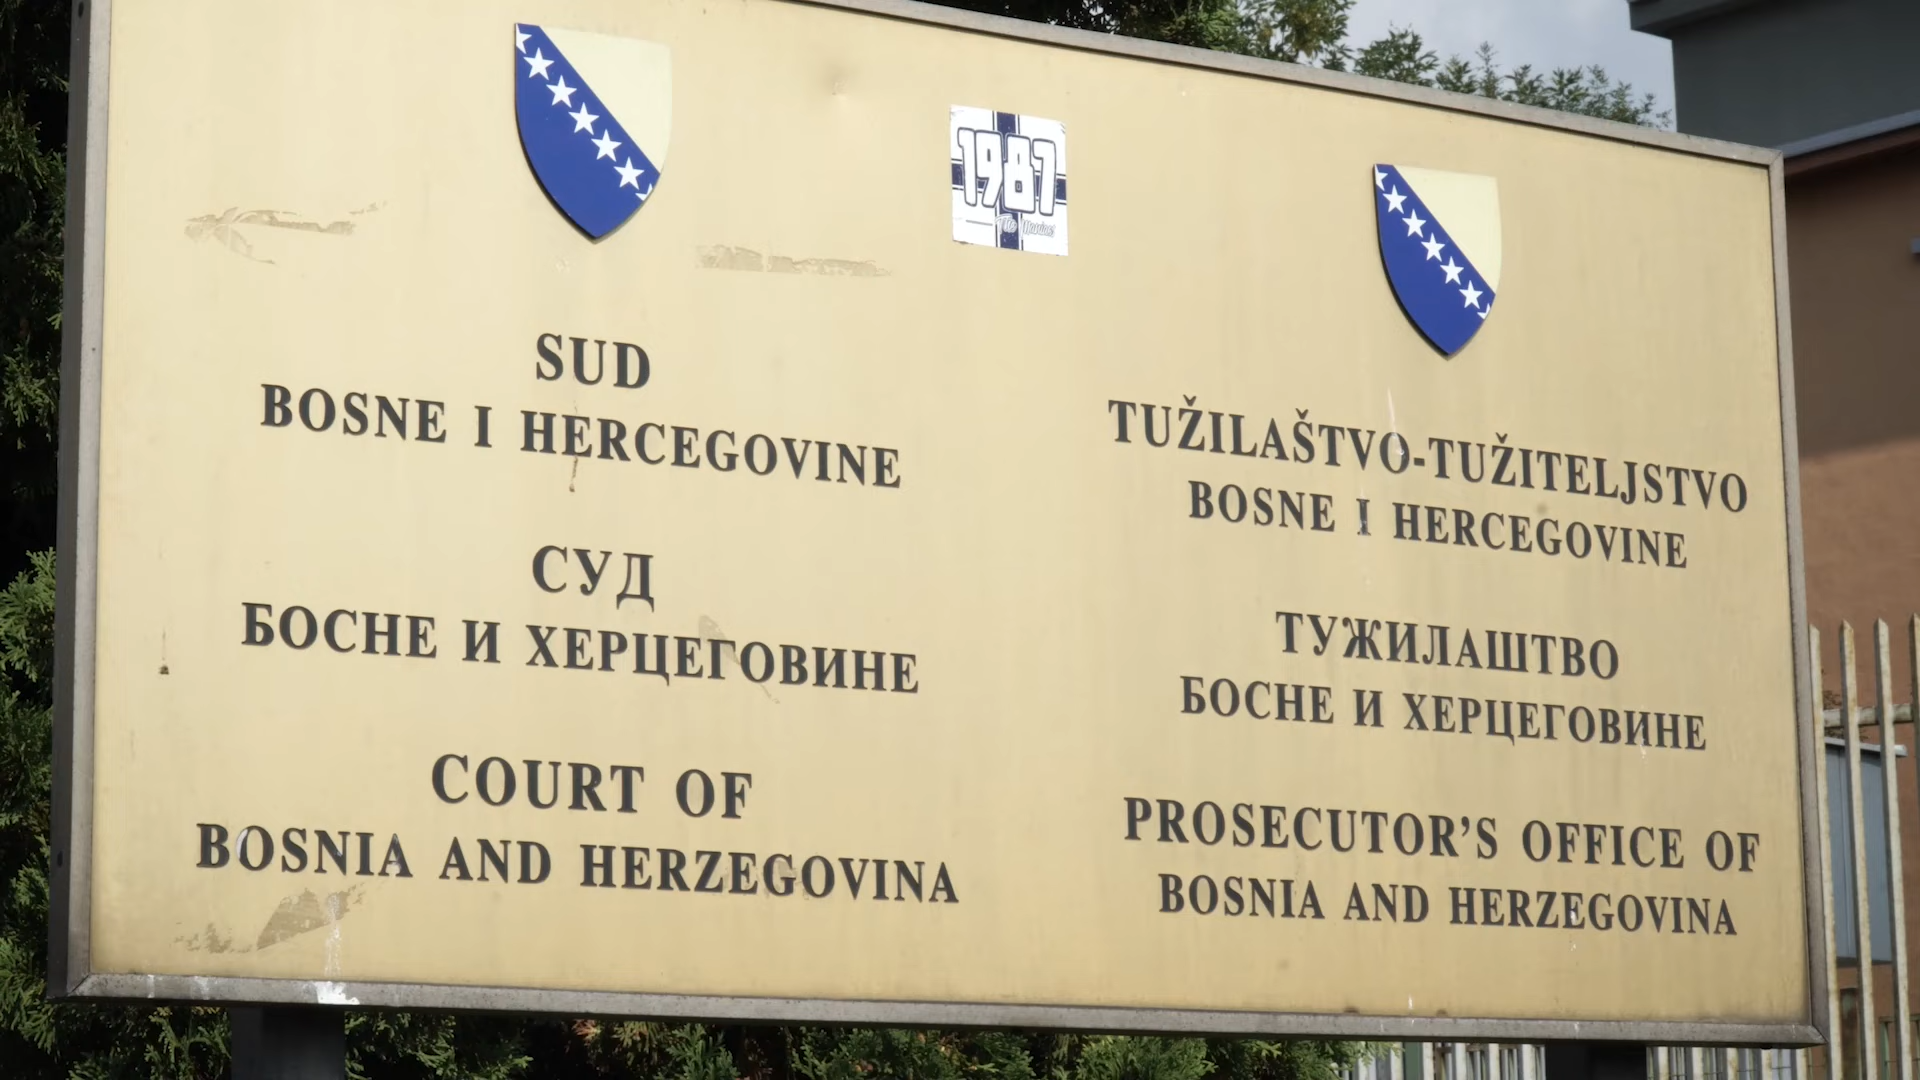 1987
SUD
BOSNE I HERCEGOVINE
СУД
БОСНЕ И ХЕРЦЕГОВИНЕ
COURT OF
BOSNIA AND HERZEGOVINA
TUŽILAŠTVO-TUŽITELJSTVO
BOSNE I HERCEGOVINE
ТУЖИЛАШТВО
БОСНЕ И ХЕРЦЕГОВИНЕ
PROSECUTOR'S OFFICE OF
BOSNIA AND HERZEGOVINA